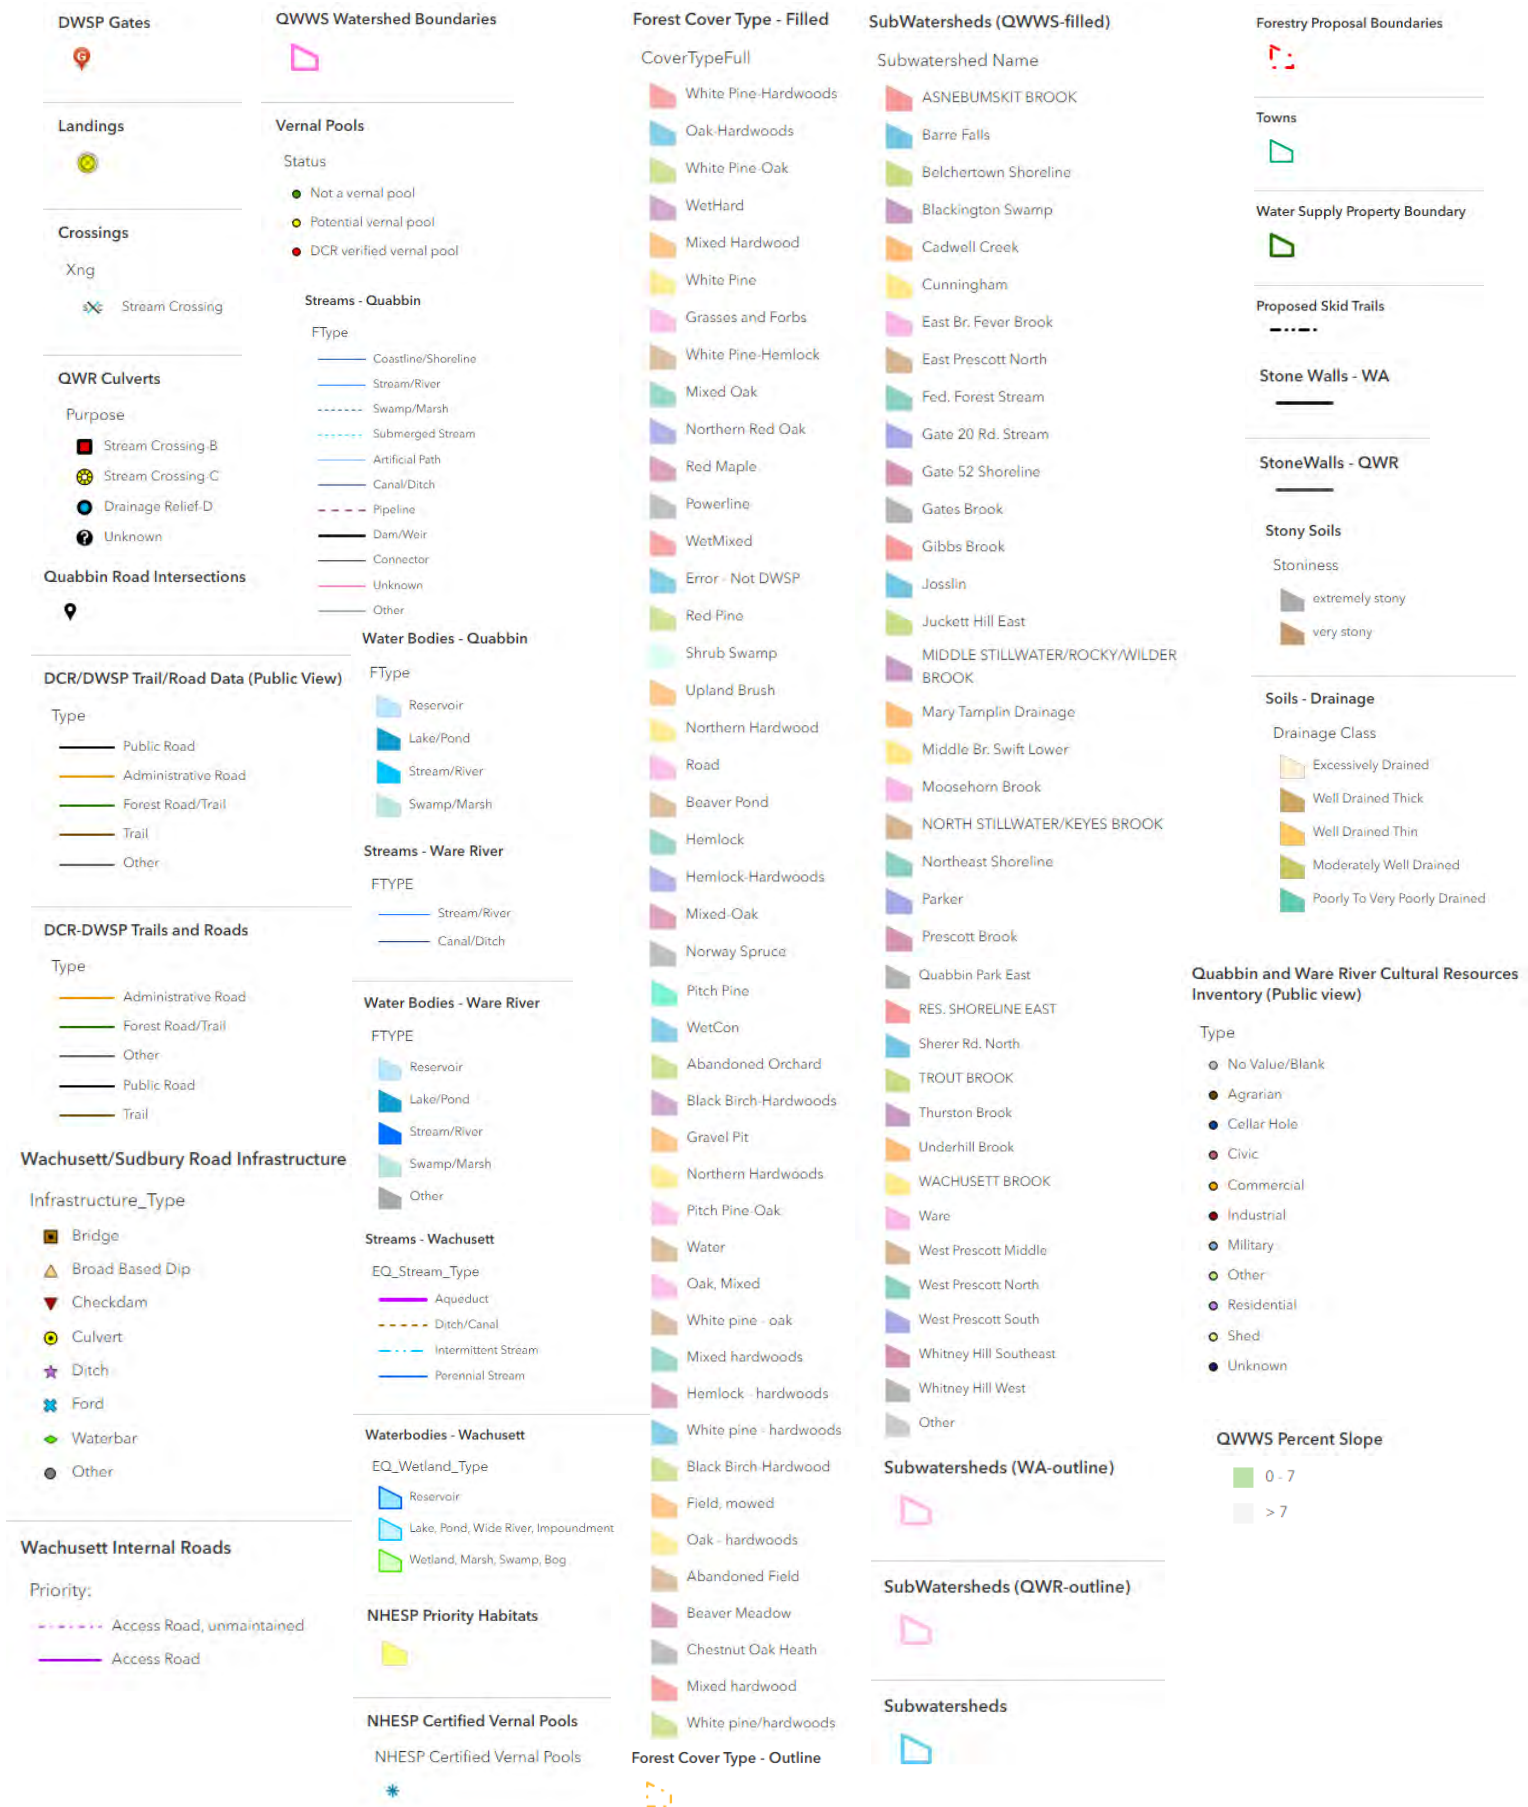 DWSP Gates
G
Landings
Crossings
Xng
Stream Crossing
QWR Culverts
Purpose
Stream Crossing-B
Stream Crossing-C
Drainage Relief-D
? Unknown
Quabbin Road Intersections
DCR/DWSP Trail/Road Data (Public View)
Type
Public Road
Administrative Road
Forest Road/Trail
Trail
Other
DCR-DWSP Trails and Roads
Type
Administrative Road
Forest Road/Trail
Other
Public Road
Trail
Wachusett/Sudbury Road Infrastructure
Infrastructure_Type
Bridge
Broad Based Dip
Checkdam
Culvert
Ditch
Ford
Waterbar
Other
Wachusett Internal Roads
Priority:
Access Road, unmaintained
Access Road
QWWS Watershed Boundaries
Vernal Pools
Status
Not a vernal pool
Potential vernal pool
DCR verified vernal pool
Streams - Quabbin
FType
Coastline/Shoreline
Stream/River
Swamp/Marsh
Submerged Stream
Artificial Path
Canal/Ditch
Pipeline
Dam/Weir
Connector
Unknown
Other
Water Bodies - Quabbin
FType
Reservoir
Lake/Pond
Stream/River
Swamp/Marsh
Streams - Ware River
FTYPE
Stream/River
Canal/Ditch
Water Bodies - Ware River
FTYPE
Reservoir
Lake/Pond
Stream/River
Swamp/Marsh
Other
Streams - Wachusett
EQ_Stream_Type
Aqueduct
Ditch/Canal
Intermittent Stream
Perennial Stream
Waterbodies - Wachusett
EQ_Wetland_Type
Reservoir
Lake, Pond, Wide River, Impoundment
Wetland, Marsh, Swamp, Bog
NHESP Priority Habitats
NHESP Certified Vernal Pools
NHESP Certified Vernal Pools
Forest Cover Type - Filled
CoverTypeFull
White Pine-Hardwoods
Oak-Hardwoods
White Pine-Oak
WetHard
Mixed Hardwood
White Pine
Grasses and Forbs
White Pine-Hemlock
Mixed Oak
Northern Red Oak
Red Maple
Powerline
WetMixed
Error - Not DWSP
Red Pine
Shrub Swamp
Upland Brush
Northern Hardwood
Road
Beaver Pond
Hemlock
Hemlock-Hardwoods
Mixed-Oak
Norway Spruce
Pitch Pine
WetCon
Abandoned Orchard
Black Birch-Hardwoods
Gravel Pit
Northern Hardwoods
Pitch Pine-Oak
Water
Oak, Mixed
White pine - oak
Mixed hardwoods
Hemlock - hardwoods
White pine - hardwoods
Black Birch-Hardwood
Field, mowed
Oak - hardwoods
Abandoned Field
Beaver Meadow
Chestnut Oak Heath
Mixed hardwood
White pine/hardwoods
Forest Cover Type - Outline
SubWatersheds (QWWS-filled)
Subwatershed Name
ASNEBUMSKIT BROOK
Barre Falls
Belchertown Shoreline
Blackington Swamp
Cadwell Creek
Cunningham
East Br. Fever Brook
East Prescott North
Fed. Forest Stream
Gate 20 Rd. Stream
Gate 52 Shoreline
Gates Brook
Gibbs Brook
Josslin
Juckett Hill East
MIDDLE STILLWATER/ROCKY/WILDER
BROOK
Mary Tamplin Drainage
Middle Br. Swift Lower
Moosehorn Brook
NORTH STILLWATER/KEYES BROOK
Northeast Shoreline
Parker
Prescott Brook
Quabbin Park East
RES. SHORELINE EAST
Sherer Rd. North
TROUT BROOK
Thurston Brook
Underhill Brook
WACHUSETT BROOK
Ware
West Prescott Middle
West Prescott North
West Prescott South
Whitney Hill Southeast
Whitney Hill West
Other
Subwatersheds (WA-outline)
SubWatersheds (QWR-outline)
Subwatersheds
Forestry Proposal Boundaries
Towns
Water Supply Property Boundary
Proposed Skid Trails
Stone Walls - WA
StoneWalls - QWR
Stony Soils
Stoniness
extremely stony
very stony
Soils - Drainage
Drainage Class
Excessively Drained
Well Drained Thick
Well Drained Thin
Moderately Well Drained
Poorly To Very Poorly Drained
Quabbin and Ware River Cultural Resources
Inventory (Public view)
Type
No Value/Blank
Agrarian
Cellar Hole
Civic
Commercial
Industrial
Military
Other
Residential
Shed
Unknown
QWWS Percent Slope
0 - 7
> 7